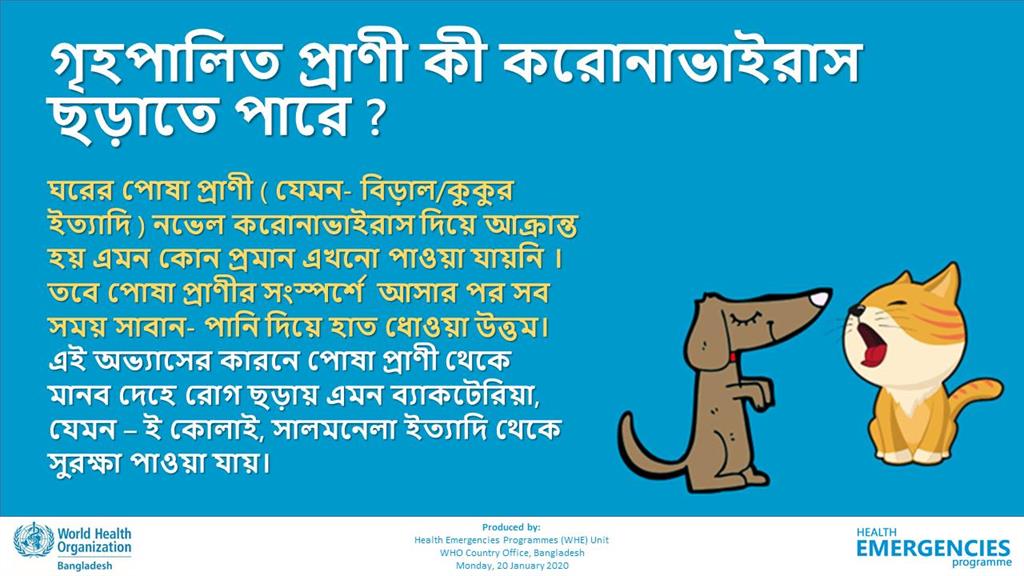 গৃহপালিত প্রাণী কী করোনাভাইরাস
ছড়াতে পারে ?
ঘরের পোষা প্রাণী ( যেমন- বিড়াল/কুকুর
ইত্যাদি ) নভেল করোনাভাইরাস দিয়ে আক্রান্ত
হয় এমন কোন প্রমান এখনো পাওয়া যায়নি ।
তবে পোষা প্রাণীর সংস্পর্শে আসার পর সব
সময় সাবান- পানি দিয়ে হাত ধোওয়া উত্তম।
এই অভ্যাসের কারনে পোষা প্রাণী থেকে
মানব দেহে রোগ ছড়ায় এমন ব্যাকটেরিয়া,
যেমন – ই কোলাই, সালমনেলা ইত্যাদি থেকে
সুরক্ষা পাওয়া যায়।
World Health
Organization
Bangladesh
Produced by:
Health Emergencies Programmes (WHE) Unit
WHO Country Office, Bangladesh
Monday, 20 January 2020
HEALTH
EMERGENCIES
programme